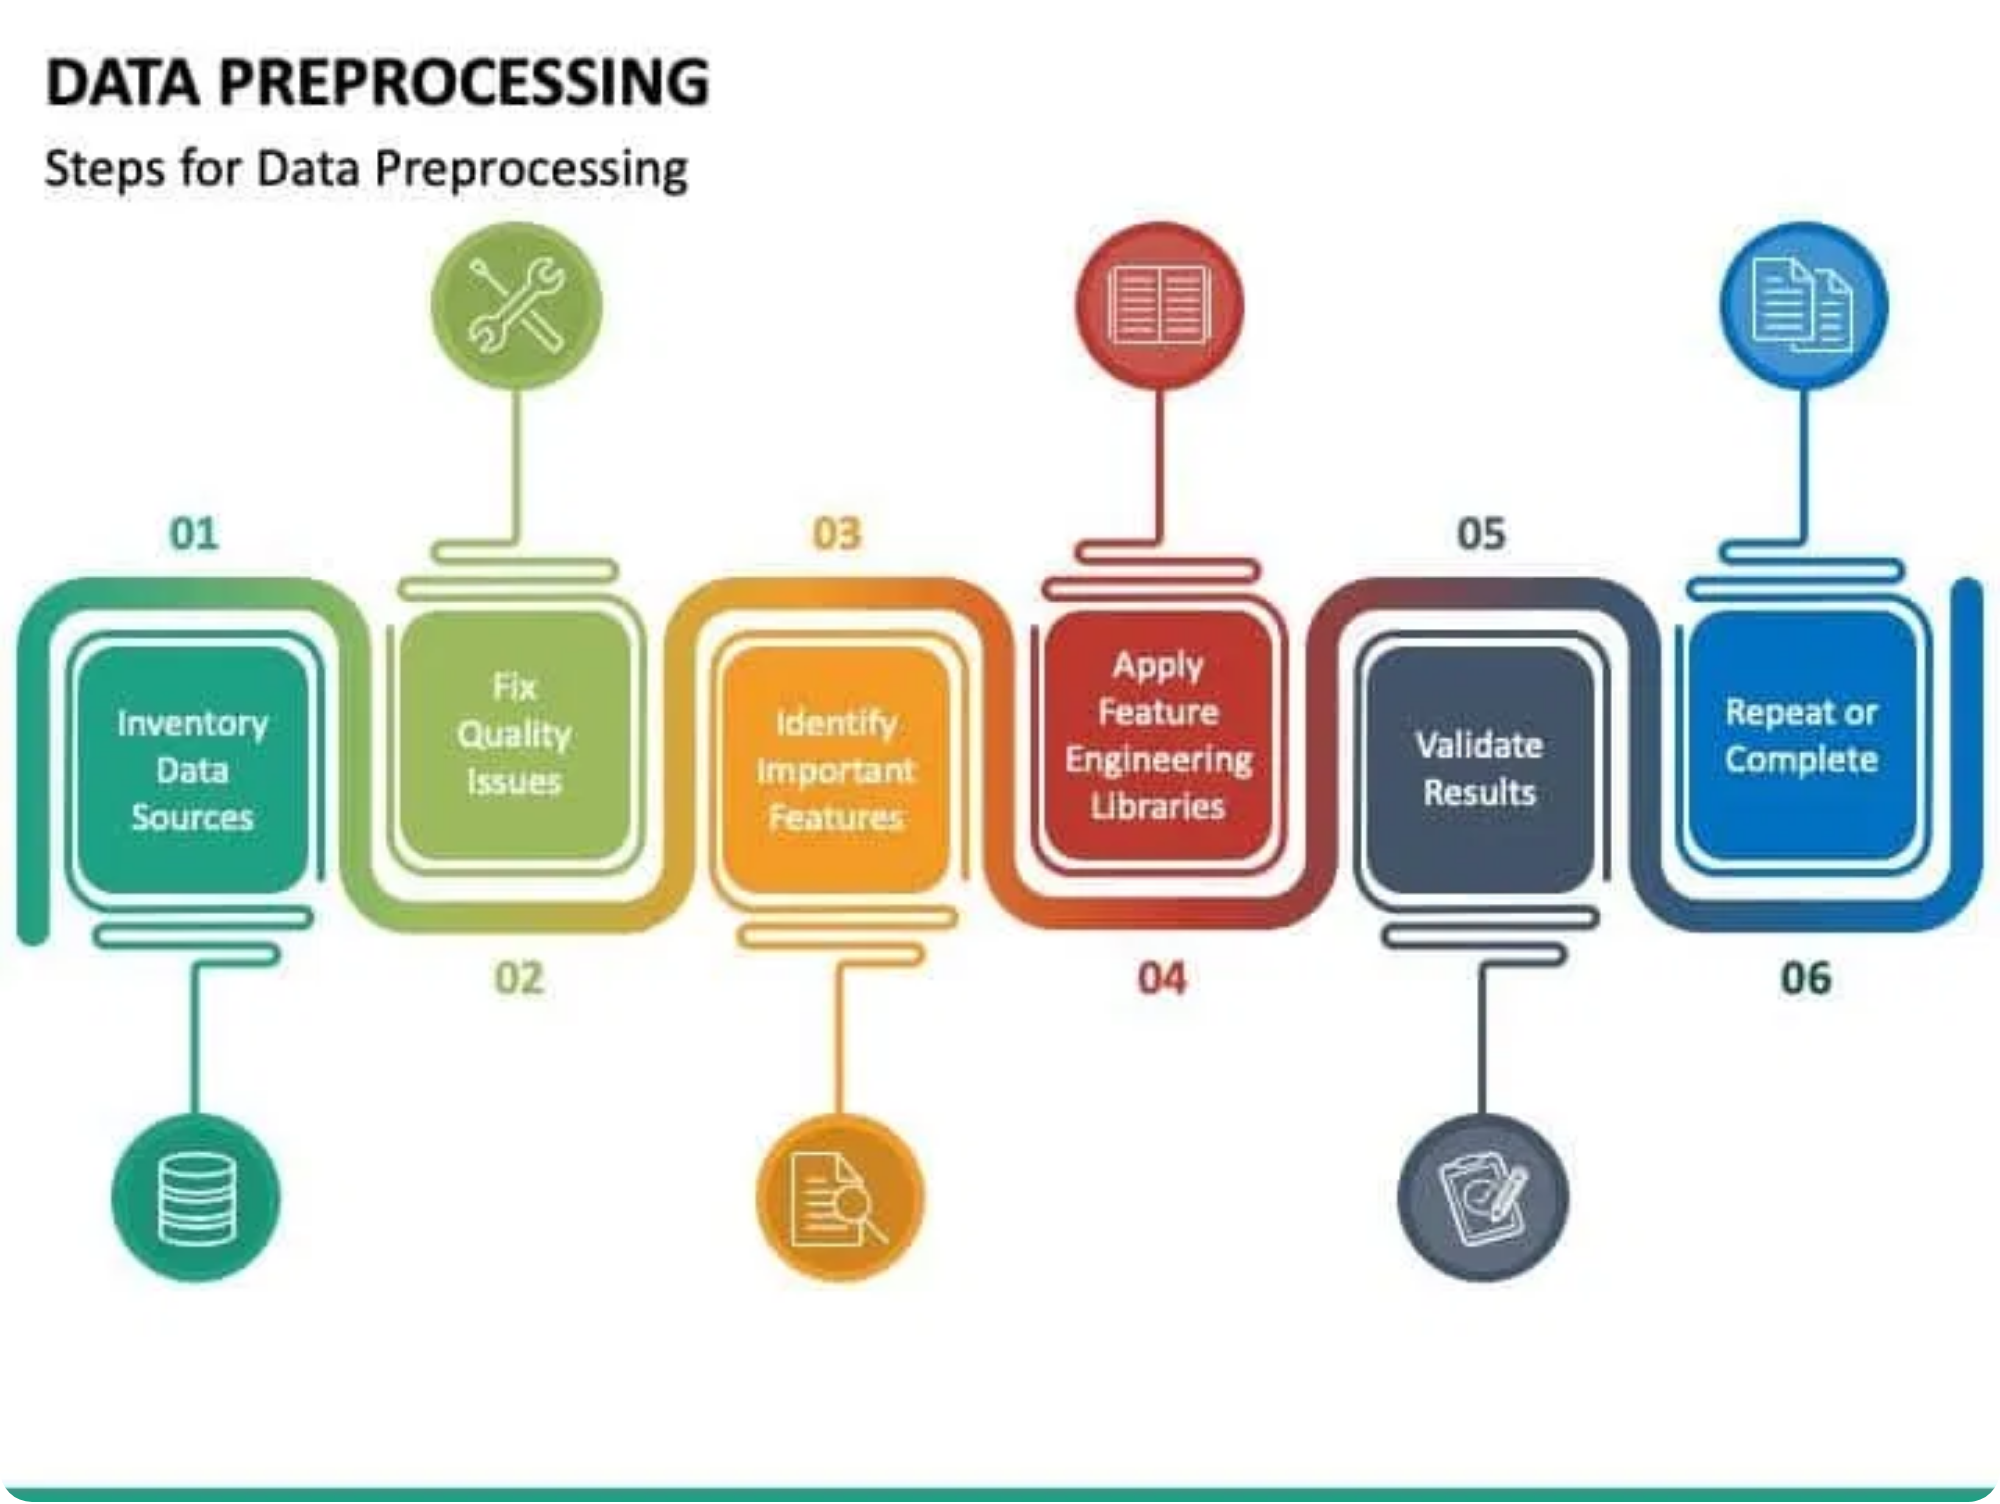 DATA PREPROCESSING
Steps for Data Preprocessing
01
Inventory
Data
Sources
Fix
Quality
Issues
02
03
Identify
Important
Features
Apply
Feature
Engineering
Libraries
04
05
Validate
Results
Repeat or
Complete
06